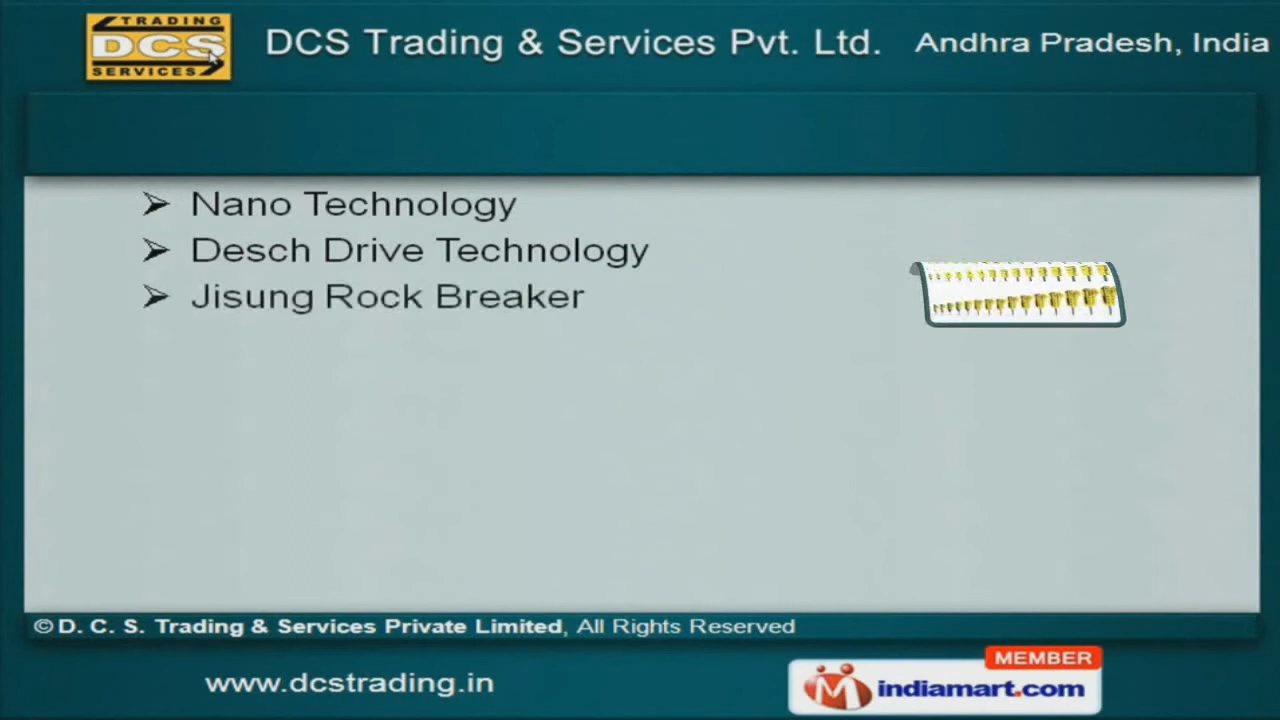 TRADING
DCS
SERVICES
DCS Trading & Services Pvt. Ltd.
Andhra Pradesh, India
➢ Nano Technology
➢ Desch Drive Technology
➢ Jisung Rock Breaker
© D. C. S. Trading & Services Private Limited, All Rights Reserved
www.dcstrading.in
MEMBER
indiamart.com